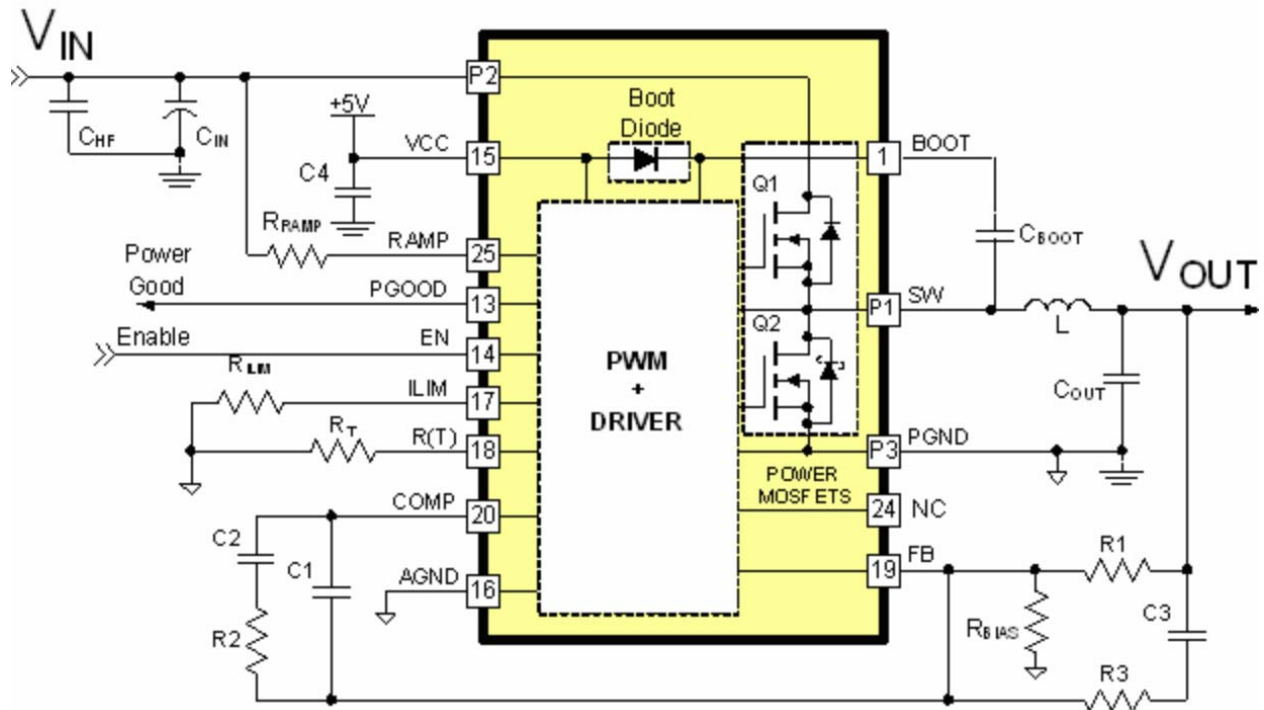 VIN
CHF
CIN
+5V
C4
RRAMP
Power
Good
Enable
RILIM
RT
C2
C1
R2
P2
VCC
15
RAMP
25
PGOOD
13
EN
14
ILIM
17
R(T)
18
COMP
20
AGND
16
Boot
Diode
PWM
+
DRIVER
Q1
Q2
POWER
MOSFETS
1
BOOT
P1
SW
P3
PGND
24
NC
19
FB
CBOOT
VOUT
L
COUT
R1
RBIAS
C3
R3